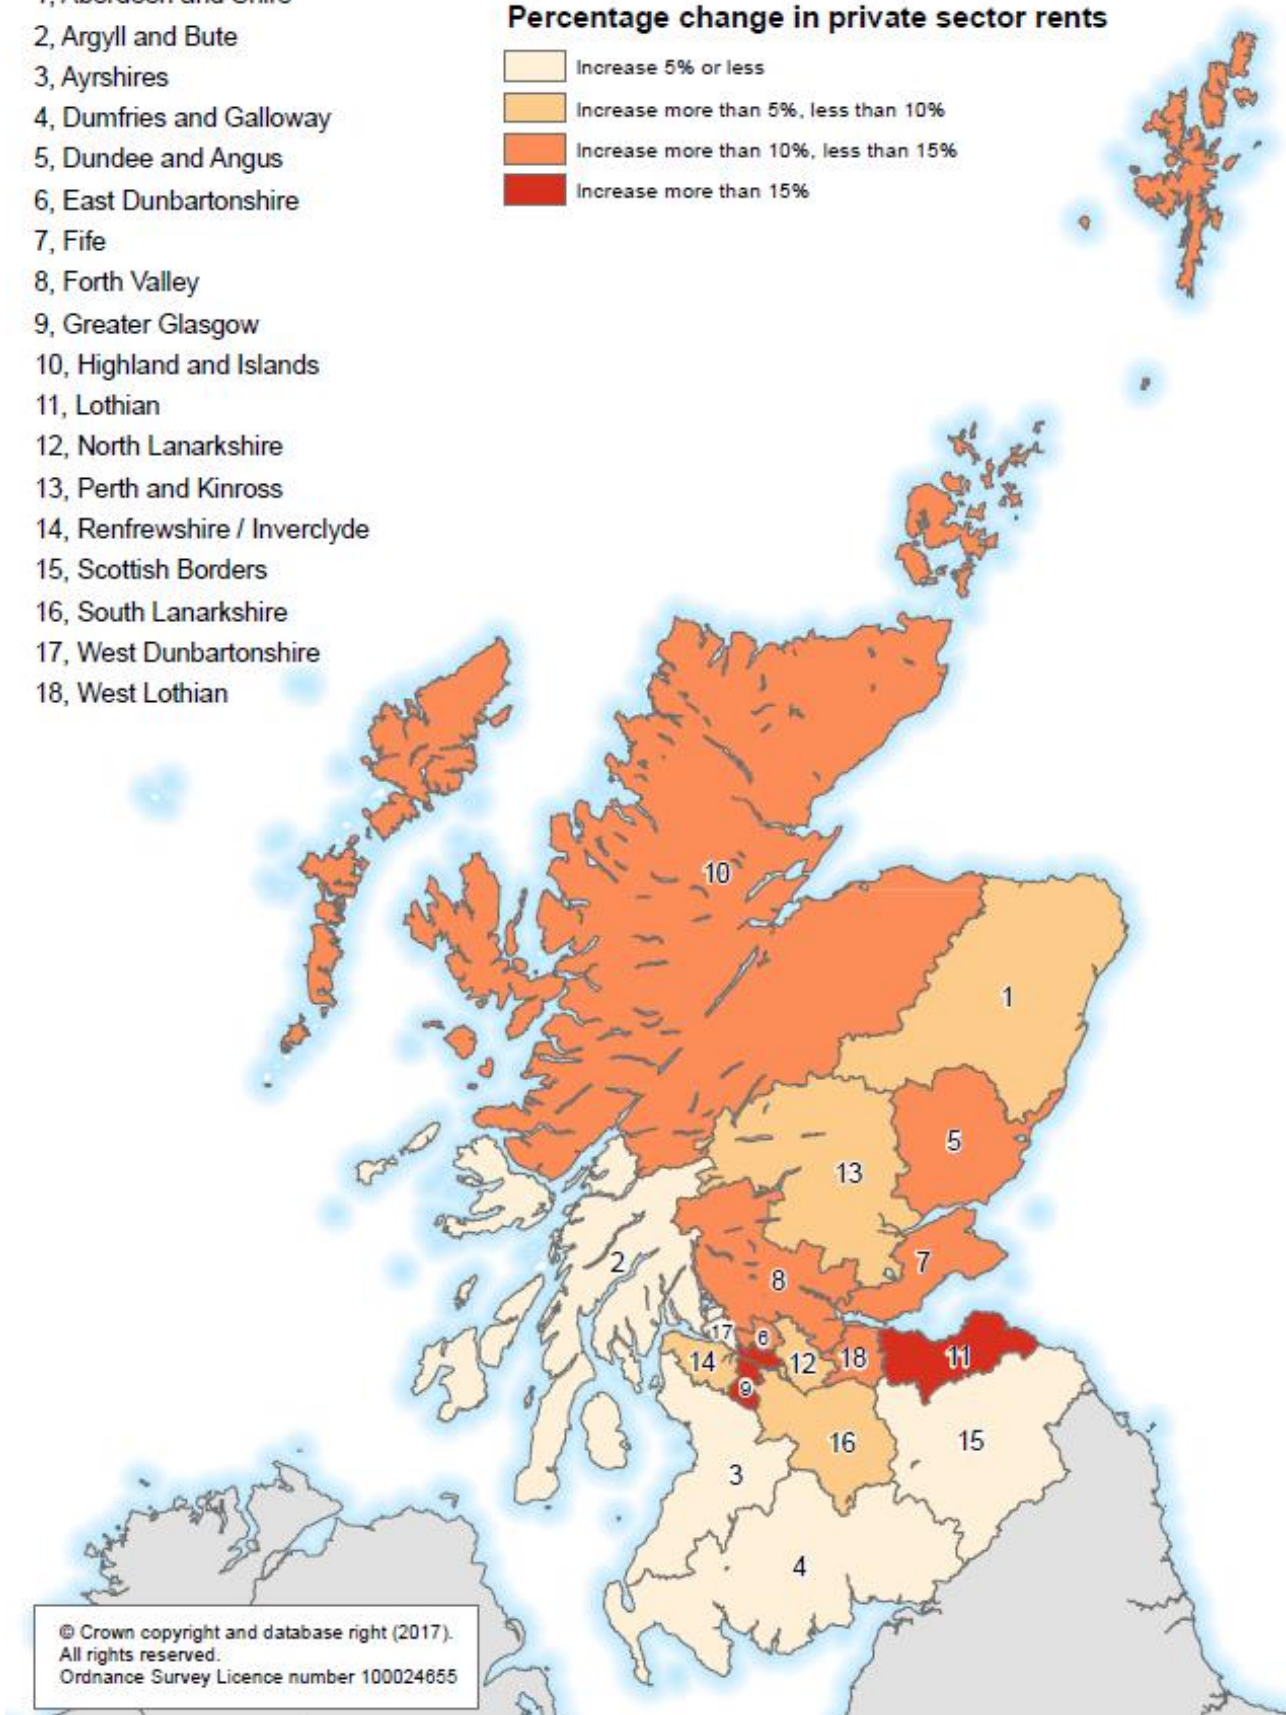 1, Aberdeen and Shire
2, Argyll and Bute
3, Ayrshires
4, Dumfries and Galloway
5, Dundee and Angus
6, East Dunbartonshire
7, Fife
8, Forth Valley
9, Greater Glasgow
10, Highland and Islands
11, Lothian
12, North Lanarkshire
13, Perth and Kinross
14, Renfrewshire / Inverclyde
15, Scottish Borders
16, South Lanarkshire
17, West Dunbartonshire
18, West Lothian
Percentage change in private sector rents
Increase 5% or less
Increase more than 5%, less than 10%
Increase more than 10%, less than 15%
Increase more than 15%
10
1
5
13
2
7
8
17
6
14
12
18
11
9
16
15
3
4
© Crown copyright and database right (2017).
All rights reserved.
Ordnance Survey Licence number 100024655